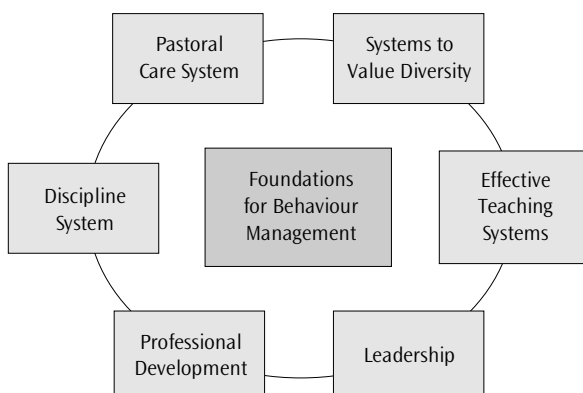 Pastoral
Care System
Systems to
Value Diversity
Discipline
System
Foundations
for Behaviour
Management
Effective
Teaching
Systems
Professional
Development
Leadership